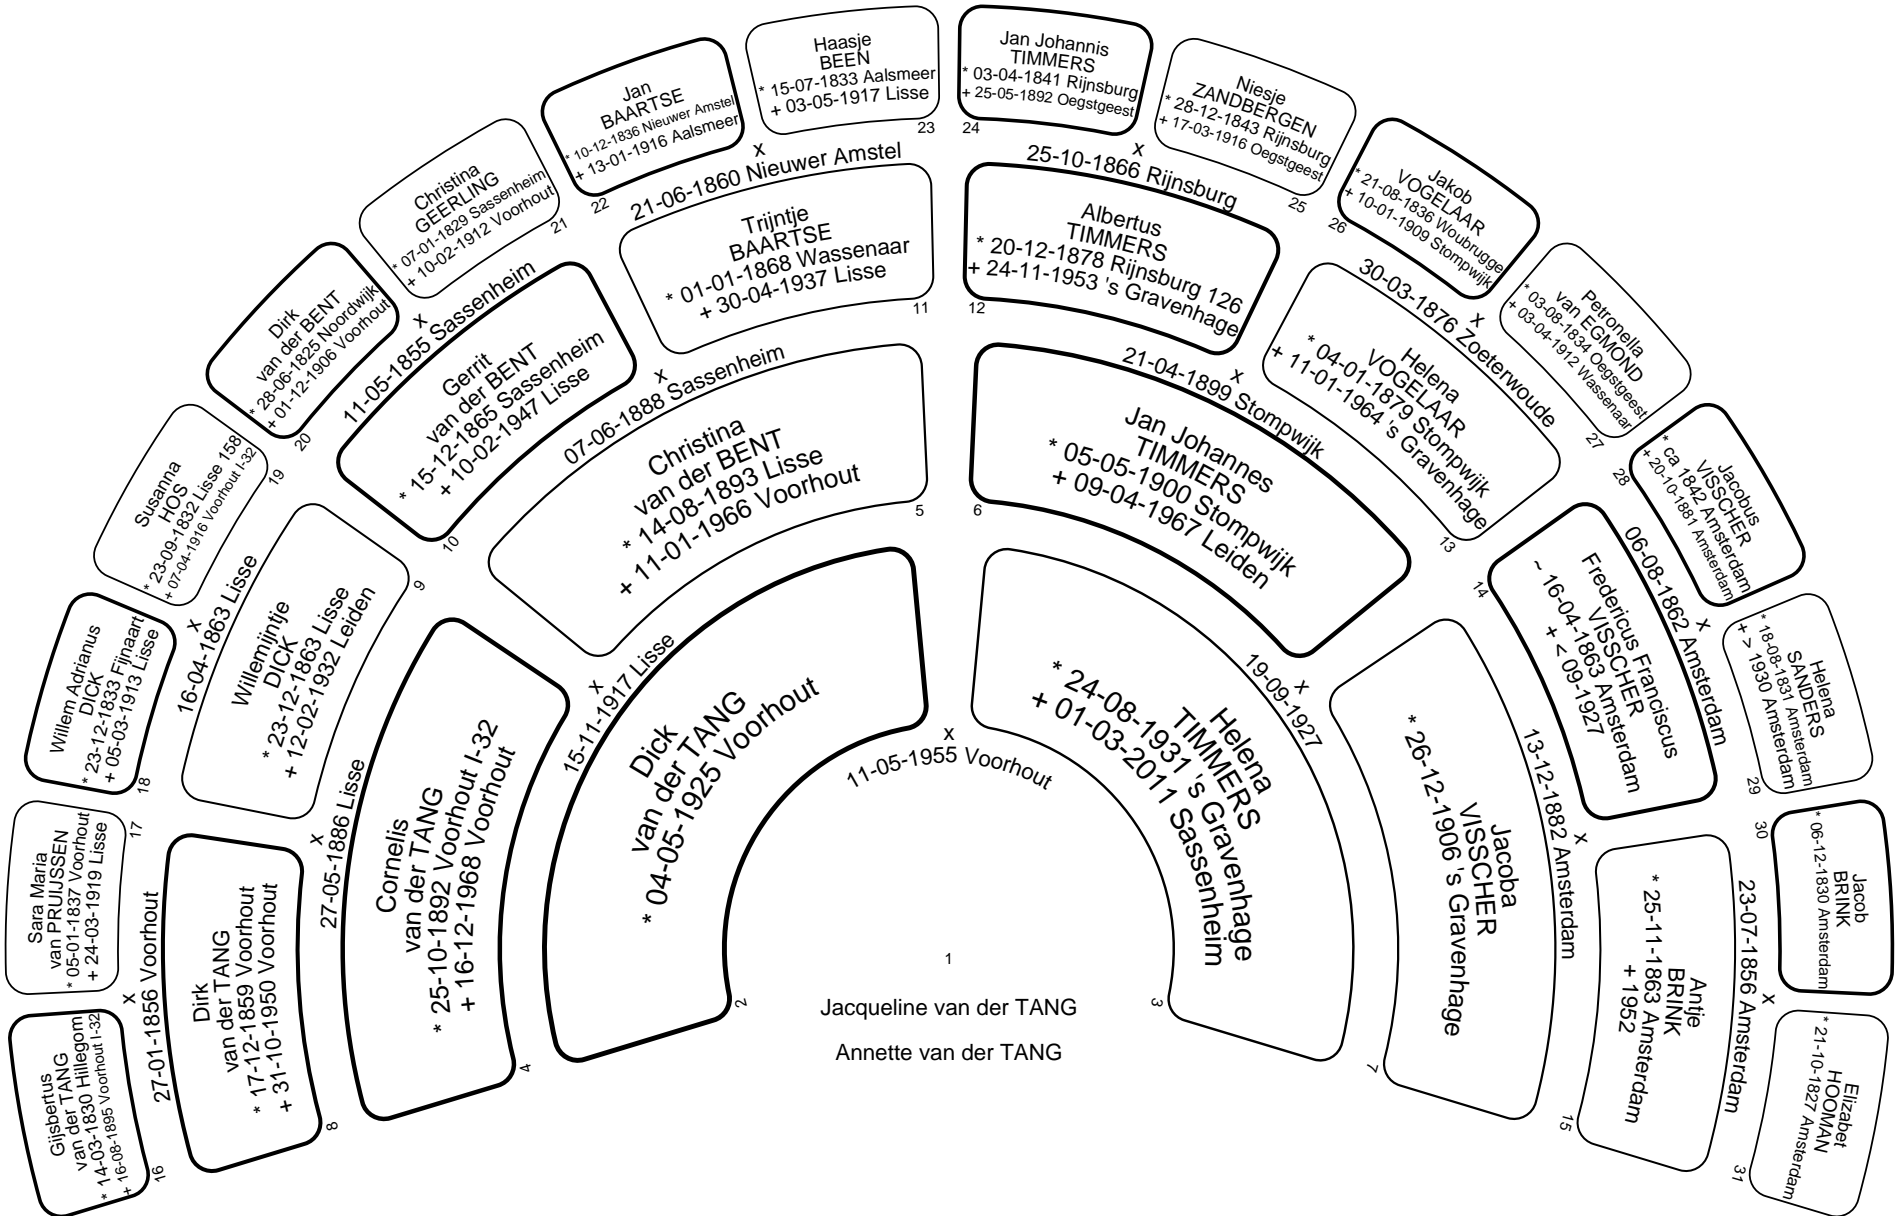 1
Jacqueline van der TANG
Annette van der TANG
Dick
van der TANG
* 04-05-1925 Voorhout
2
x
11-05-1955 Voorhout
Helena
TIMMERS
* 24-08-1931 's Gravenhage
+ 01-03-2011 Sassenheim
3
Cornelis
van der TANG
* 25-10-1892 Voorhout I-32
+ 16-12-1968 Voorhout
4
x
15-11-1917 Lisse
Christina
van der BENT
* 14-08-1893 Lisse
+ 11-01-1966 Voorhout
5
Jan Johannes
TIMMERS
* 05-05-1900 Stompwijk
+ 09-04-1967 Leiden
6
x
19-09-1927
Jacoba
VISSCHER
* 26-12-1906 's Gravenhage
7
Dirk
van der TANG
* 17-12-1859 Voorhout
+ 31-10-1950 Voorhout
8
x
27-05-1886 Lisse
Willemijntje
DICK
* 23-12-1863 Lisse
+ 12-02-1932 Leiden
9
Gerrit
van der BENT
* 15-12-1865 Sassenheim
+ 10-02-1947 Lisse
10
x
07-06-1888 Sassenheim
Trijntje
BAARTSE
* 01-01-1868 Wassenaar
+ 30-04-1937 Lisse
11
Albertus
TIMMERS
* 20-12-1878 Rijnsburg 126
+ 24-11-1953 's Gravenhage
12
x
21-04-1899 Stompwijk
Helena
VOGELAAR
* 04-01-1879 Stompwijk
+ 11-01-1964 's Gravenhage
13
Fredericus Franciscus
VISSCHER
~ 16-04-1863 Amsterdam
+ < 09-1927
14
x
13-12-1882 Amsterdam
Antje
BRINK
* 25-11-1863 Amsterdam
+ 1952
15
Gijsbertus
van der TANG
* 14-03-1830 Hillegom
+ 16-08-1895 Voorhout I-32
16
x
27-01-1856 Voorhout
Sara Maria
van PRUIJSSEN
* 05-01-1837 Voorhout
+ 24-03-1919 Lisse
17
Willem Adrianus
DICK
* 23-12-1833 Fijnaart
+ 05-03-1913 Lisse
18
x
16-04-1863 Lisse
Susanna
HOS
* 23-09-1832 Lisse 158
+ 07-04-1916 Voorhout I-32
19
Dirk
van der BENT
* 28-06-1825 Noordwijk
+ 01-12-1906 Voorhout
20
x
11-05-1855 Sassenheim
Christina
GEERLING
* 07-01-1829 Sassenheim
+ 10-02-1912 Voorhout
21
Jan
BAARTSE
* 10-12-1836 Nieuwer Amstel
+ 13-01-1916 Aalsmeer
22
x
21-06-1860 Nieuwer Amstel
Haasje
BEEN
* 15-07-1833 Aalsmeer
+ 03-05-1917 Lisse
23
Jan Johannis
TIMMERS
* 03-04-1841 Rijnsburg
+ 25-05-1892 Oegstgeest
24
x
25-10-1866 Rijnsburg
Niesje
ZANDBERGEN
* 28-12-1843 Rijnsburg
+ 17-03-1916 Oegstgeest
25
Jakob
VOGELAAR
* 21-08-1836 Woubrugge
+ 10-01-1909 Stompwijk
26
x
30-03-1876 Zoeterwoude
Petronella
van EGMOND
* 03-08-1834 Oegstgeest
+ 03-04-1912 Wassenaar
27
Jacobus
VISSCHER
* ca 1842 Amsterdam
+ 20-10-1881 Amsterdam
28
x
06-08-1862 Amsterdam
Helena
SANDERS
* 18-08-1831 Amsterdam
+ > 1930 Amsterdam
29
Jacob
BRINK
* 06-12-1830 Amsterdam
30
x
23-07-1856 Amsterdam
Elizabet
HOOMAN
* 21-10-1827 Amsterdam
31